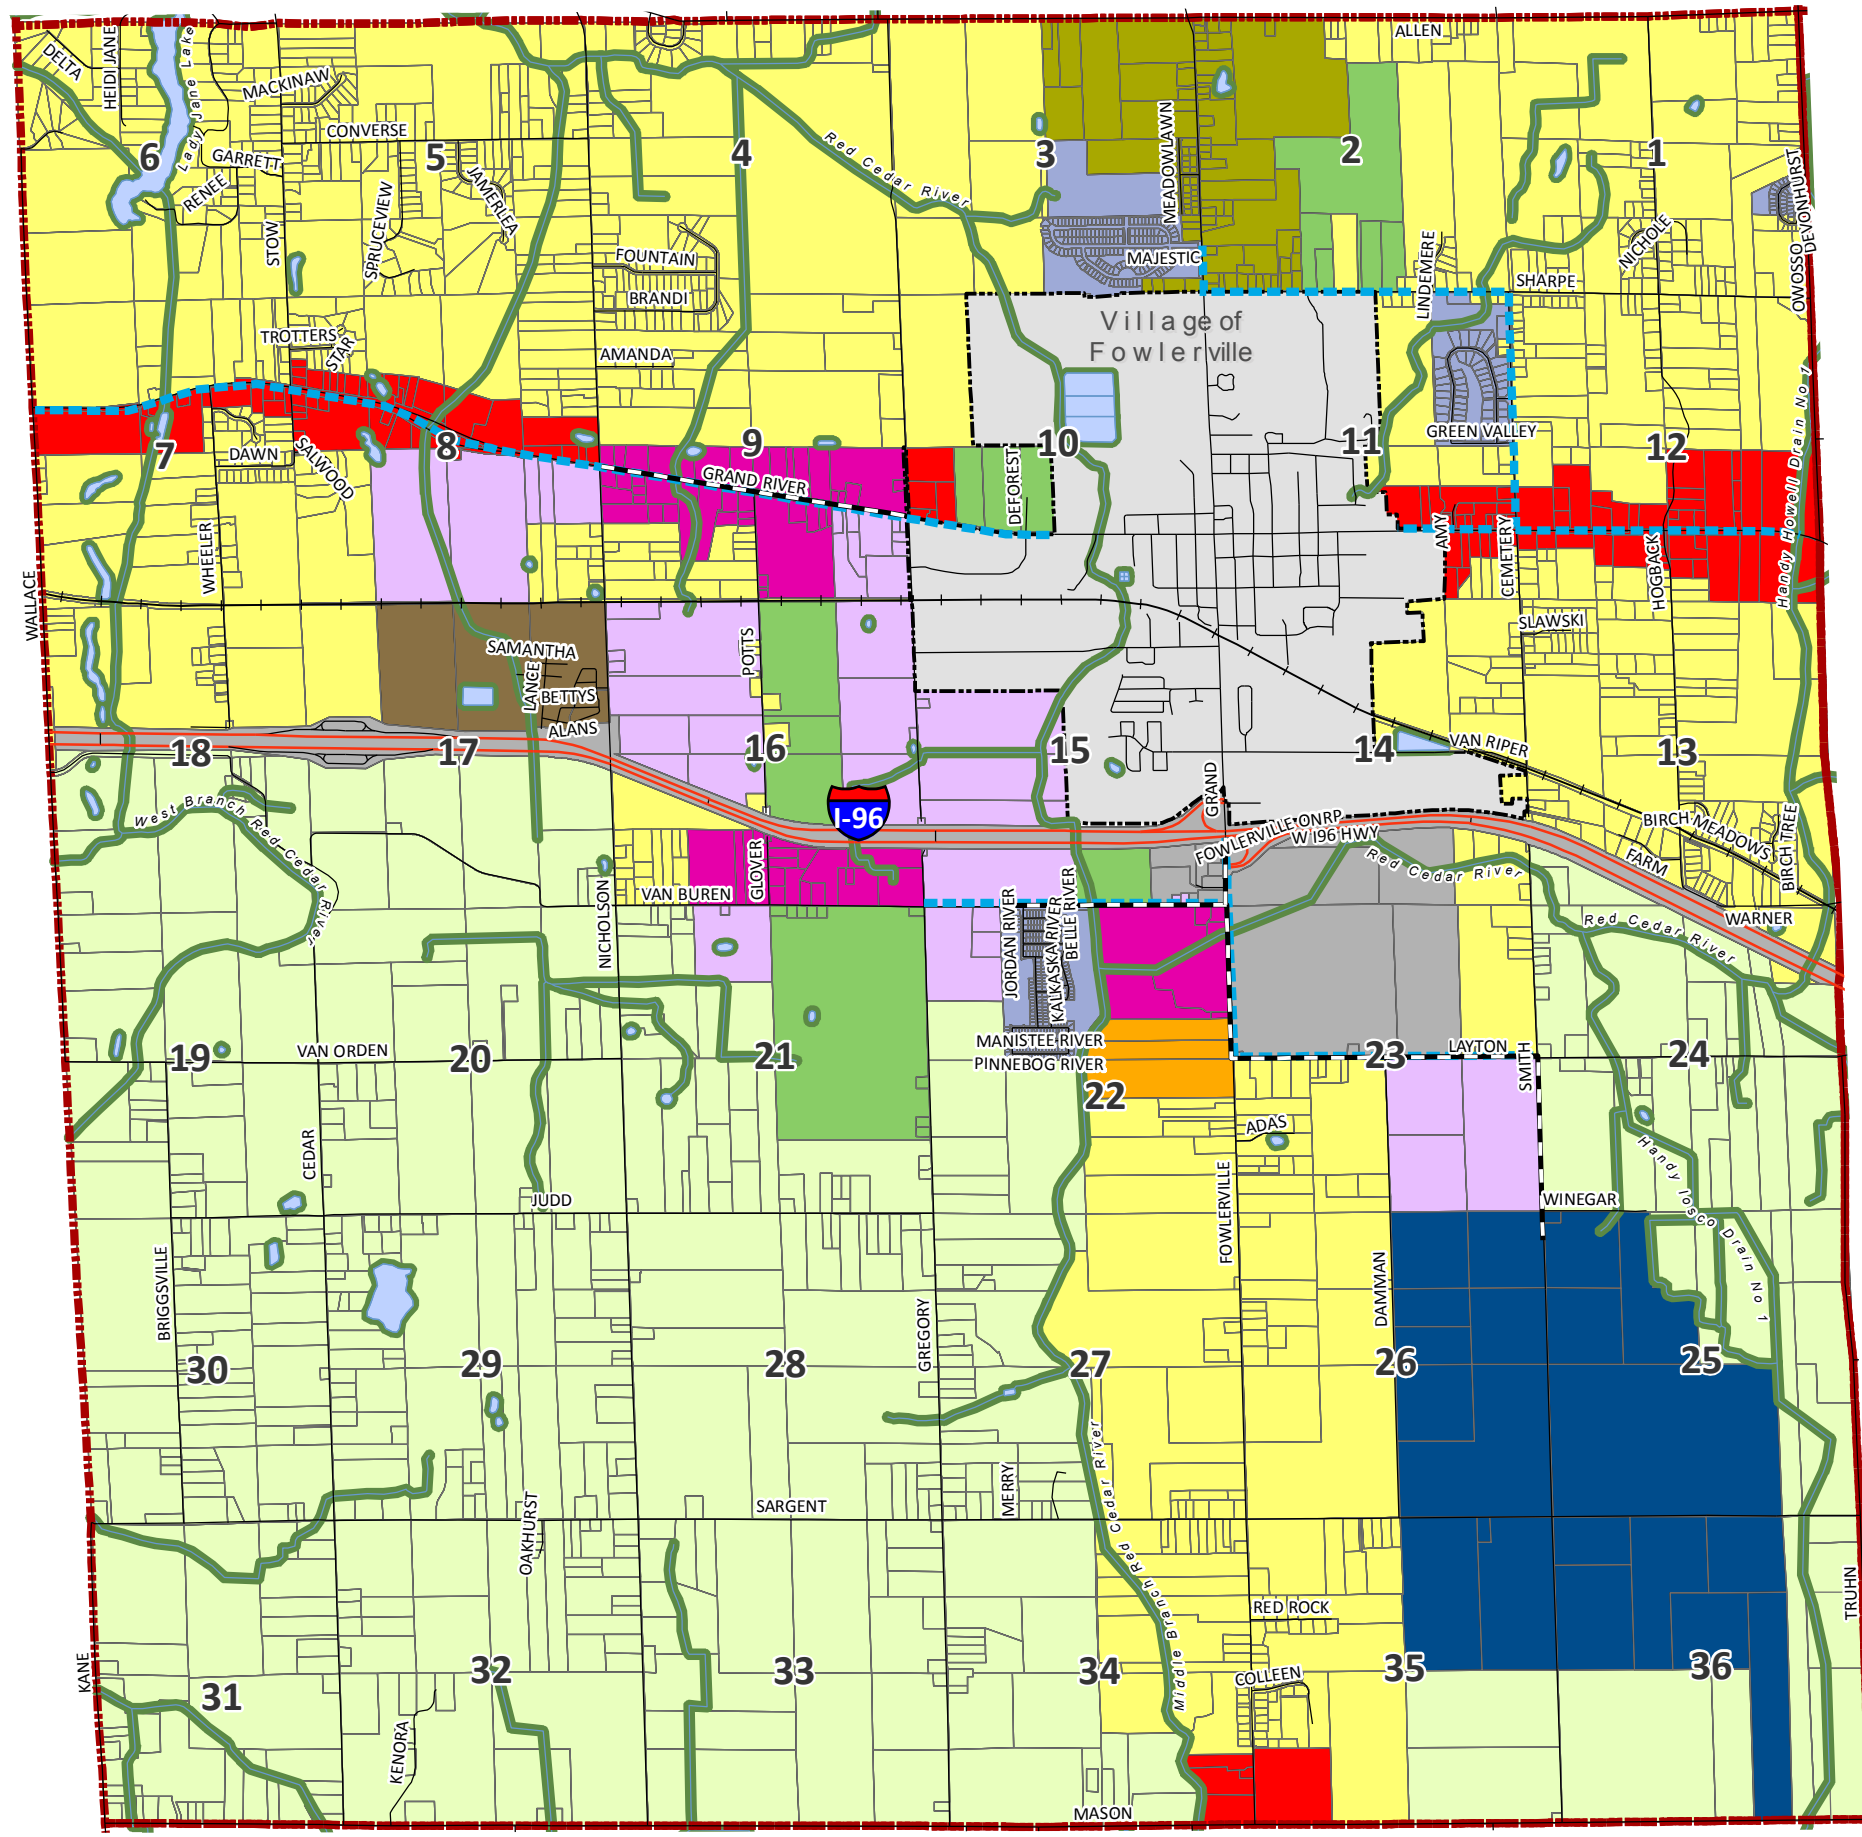 ALLEN
DELTA
HEIDI JANE
Lady Jane Lake
MACKINAW
CONVERSE
GARRETT
RENEE
STOW
SPRUCEVIEW
JAMERLEA
FOUNTAIN
BRANDI
AMANDA
TROTTERS
STAR
Red Cedar River
MEADOWLAWN
MAJESTIC
LINDEMERE
SHARPE
NICHOLE
DEVONHURST
OWOSSO
6
5
4
3
2
1
Village of
Fowlerville
7
8
9
10
11
12
DAWN
SALWOOD
WHEELER
WALLACE
GRAND RIVER
DEFOREST
GREEN VALLEY
AMY
CEMETERY
HOGBACK
Handy Howell Drain No 1
SLAWSKI
SAMANTHA
LANCE
BETTYS
ALANS
POTTS
18
17
16
15
14
13
VAN RIPER
I-96
GRAND
FOWLERVILLE ONRP
W I96 HWY
Red Cedar River
BIRCH MEADOWS
BIRCH TREE
FARM
WARNER
Red Cedar River
West Branch Red Cedar River
NICHOLSON
VAN BUREN
GLOVER
JORDAN RIVER
KALKASKA RIVER
BELLE RIVER
MANISTEE RIVER
PINNEBOG RIVER
19
20
21
22
23
24
VAN ORDEN
LAYTON
SMITH
CEDAR
JUDD
ADAS
FOWLERVILLE
WINEGAR
Handy Iosco Drain No 1
BRIGGSVILLE
GREGORY
DAMMAN
30
29
28
27
26
25
SARGENT
MERRY
OAKHURST
Middle Branch Red Cedar River
RED ROCK
COLLEEN
TRUHN
KANE
31
32
33
34
35
36
KENORA
MASON